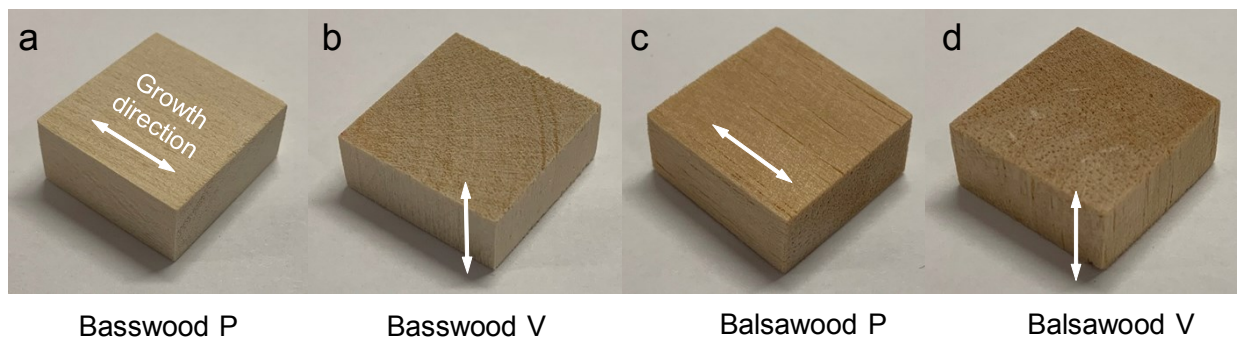 a
b
c
d
Growth
direction
Basswood P
Basswood V
Balsawood P
Balsawood V